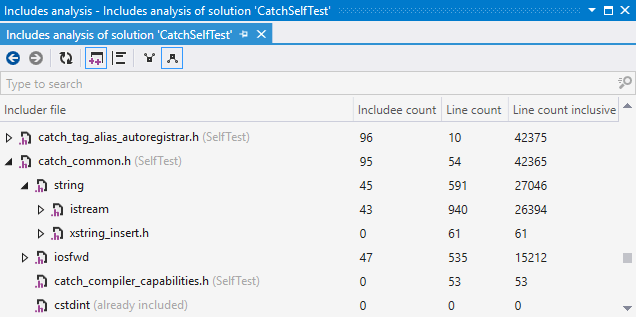 Includes analysis - Includes analysis of solution 'CatchSelfTest'
Includes analysis of solution 'CatchSelfTest'
Type to search
Includer file Includee count Line count Line count inclusive
catch_tag_alias_autoregistrar.h (SelfTest) 96 10 42375
catch_common.h (SelfTest) 95 54 42365
string 45 591 27046
istream 43 940 26394
xstring_insert.h 0 61 61
iosfwd 47 535 15212
catch_compiler_capabilities.h (SelfTest) 0 53 53
cstdint (already included) 0 0 0